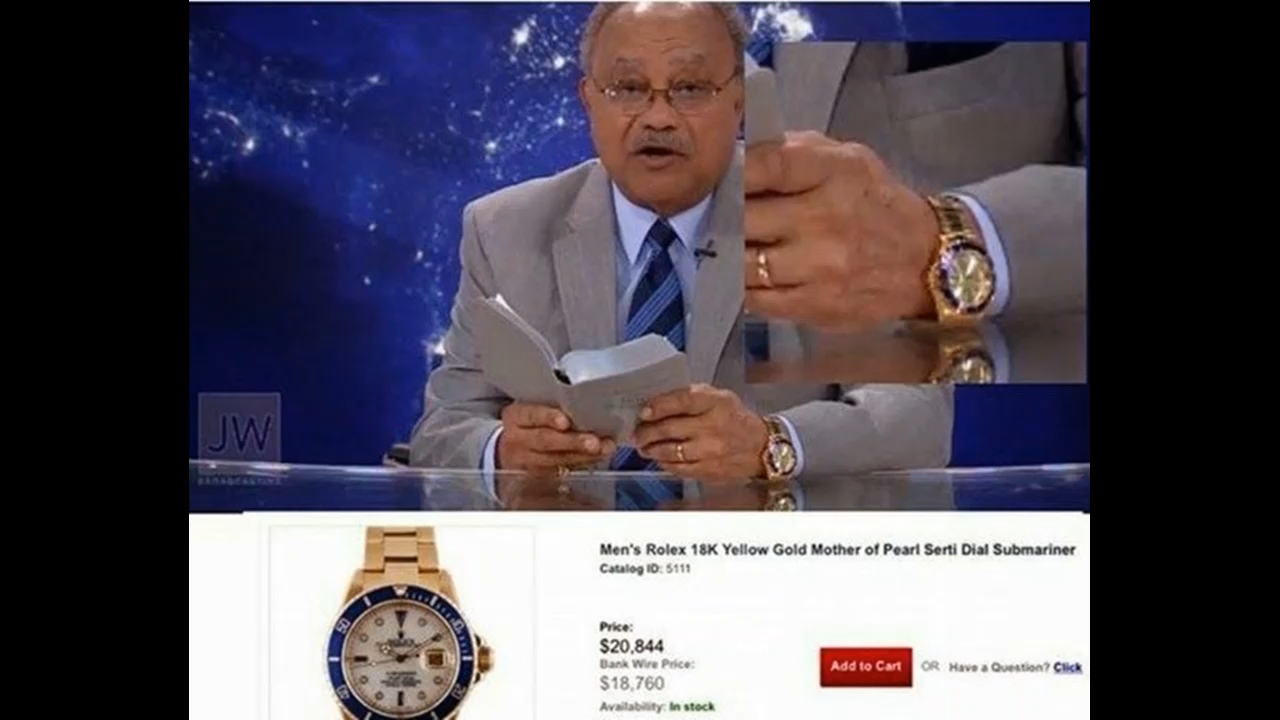 JW
BROADCASTING
Men's Rolex 18K Yellow Gold Mother of Pearl Serti Dial Submariner
Catalog ID: 5111
Price:
$20,844
Bank Wire Price:
$18,760
Add to Cart OR Have a Question? Click
Availability: In stock